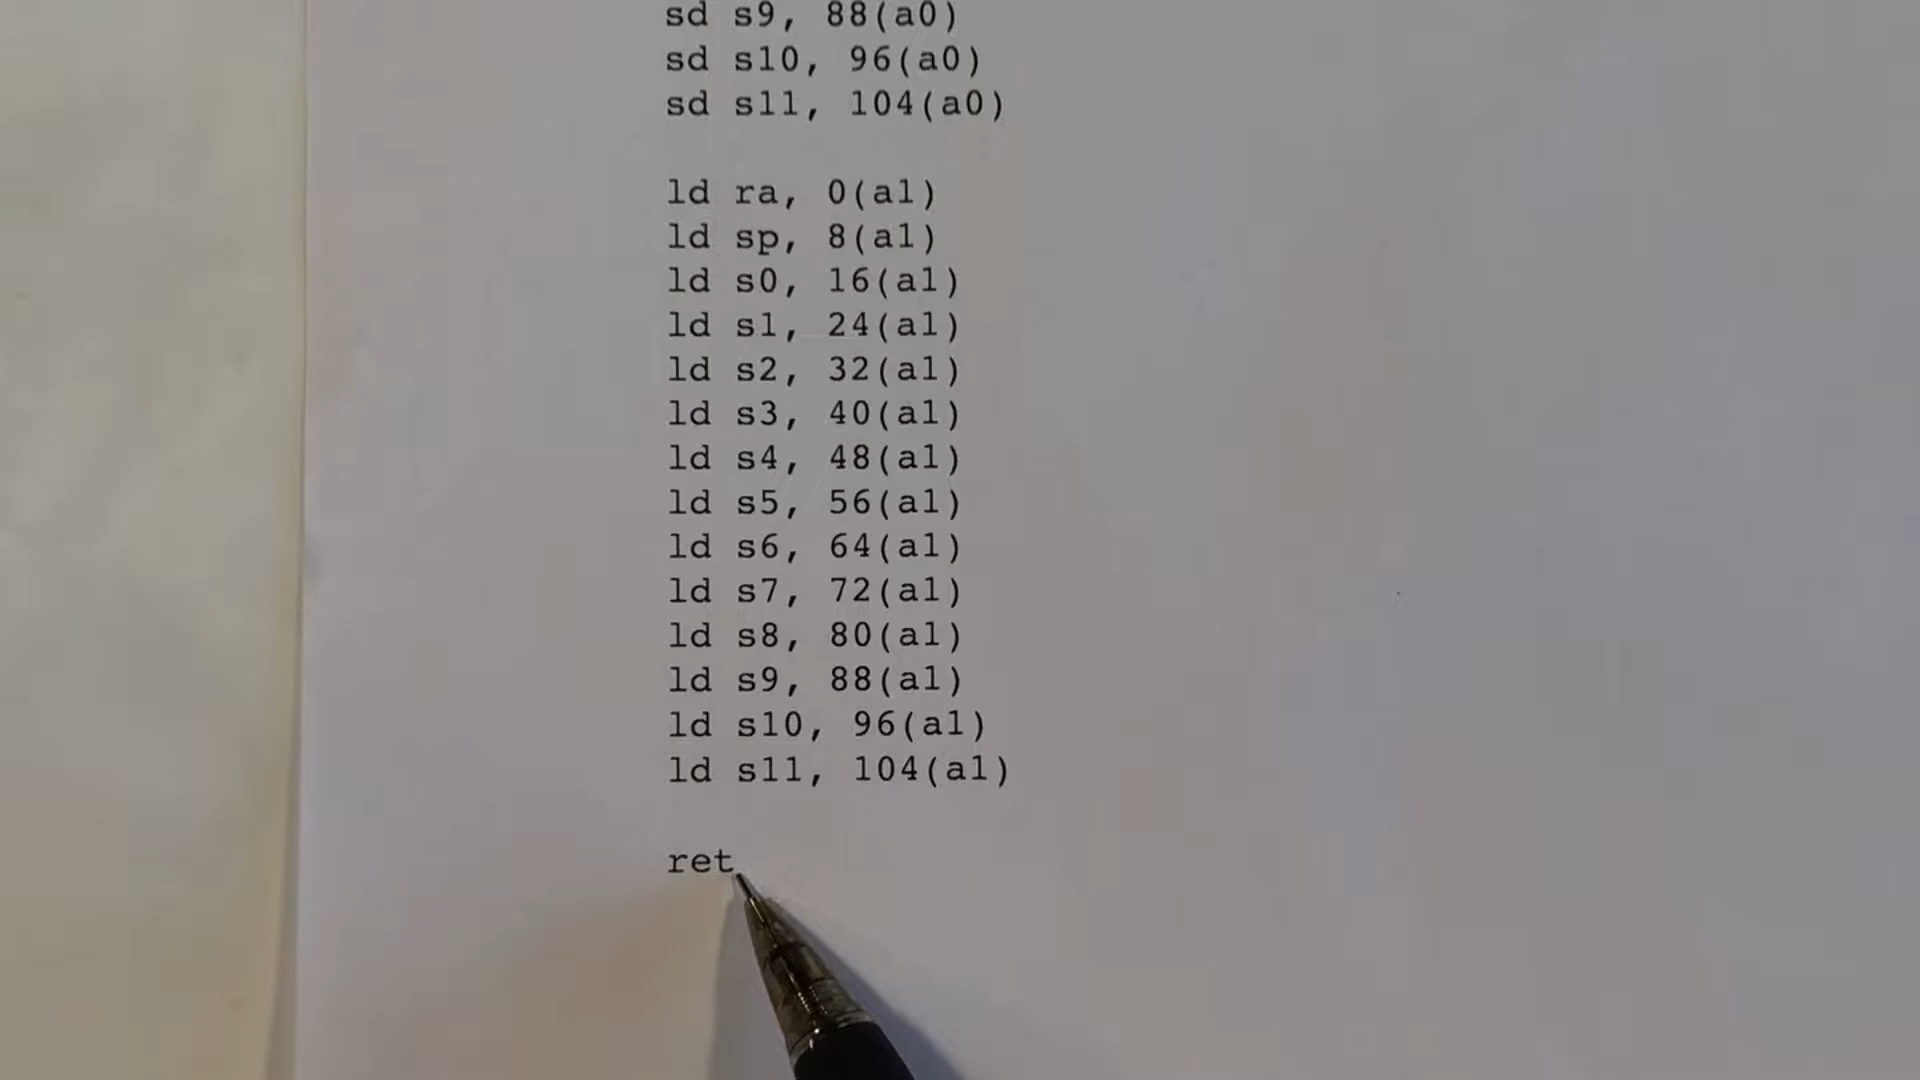 sd s9, 88(a0)
sd s10, 96(a0)
sd s11, 104(a0)
ld ra, 0(a1)
ld sp, 8(a1)
ld s0, 16(a1)
ld s1, 24(a1)
ld s2, 32(a1)
ld s3, 40(a1)
ld s4, 48(a1)
ld s5, 56(a1)
ld s6, 64(a1)
ld s7, 72(a1)
ld s8, 80(a1)
ld s9, 88(a1)
ld s10, 96(a1)
ld s11, 104(a1)
ret